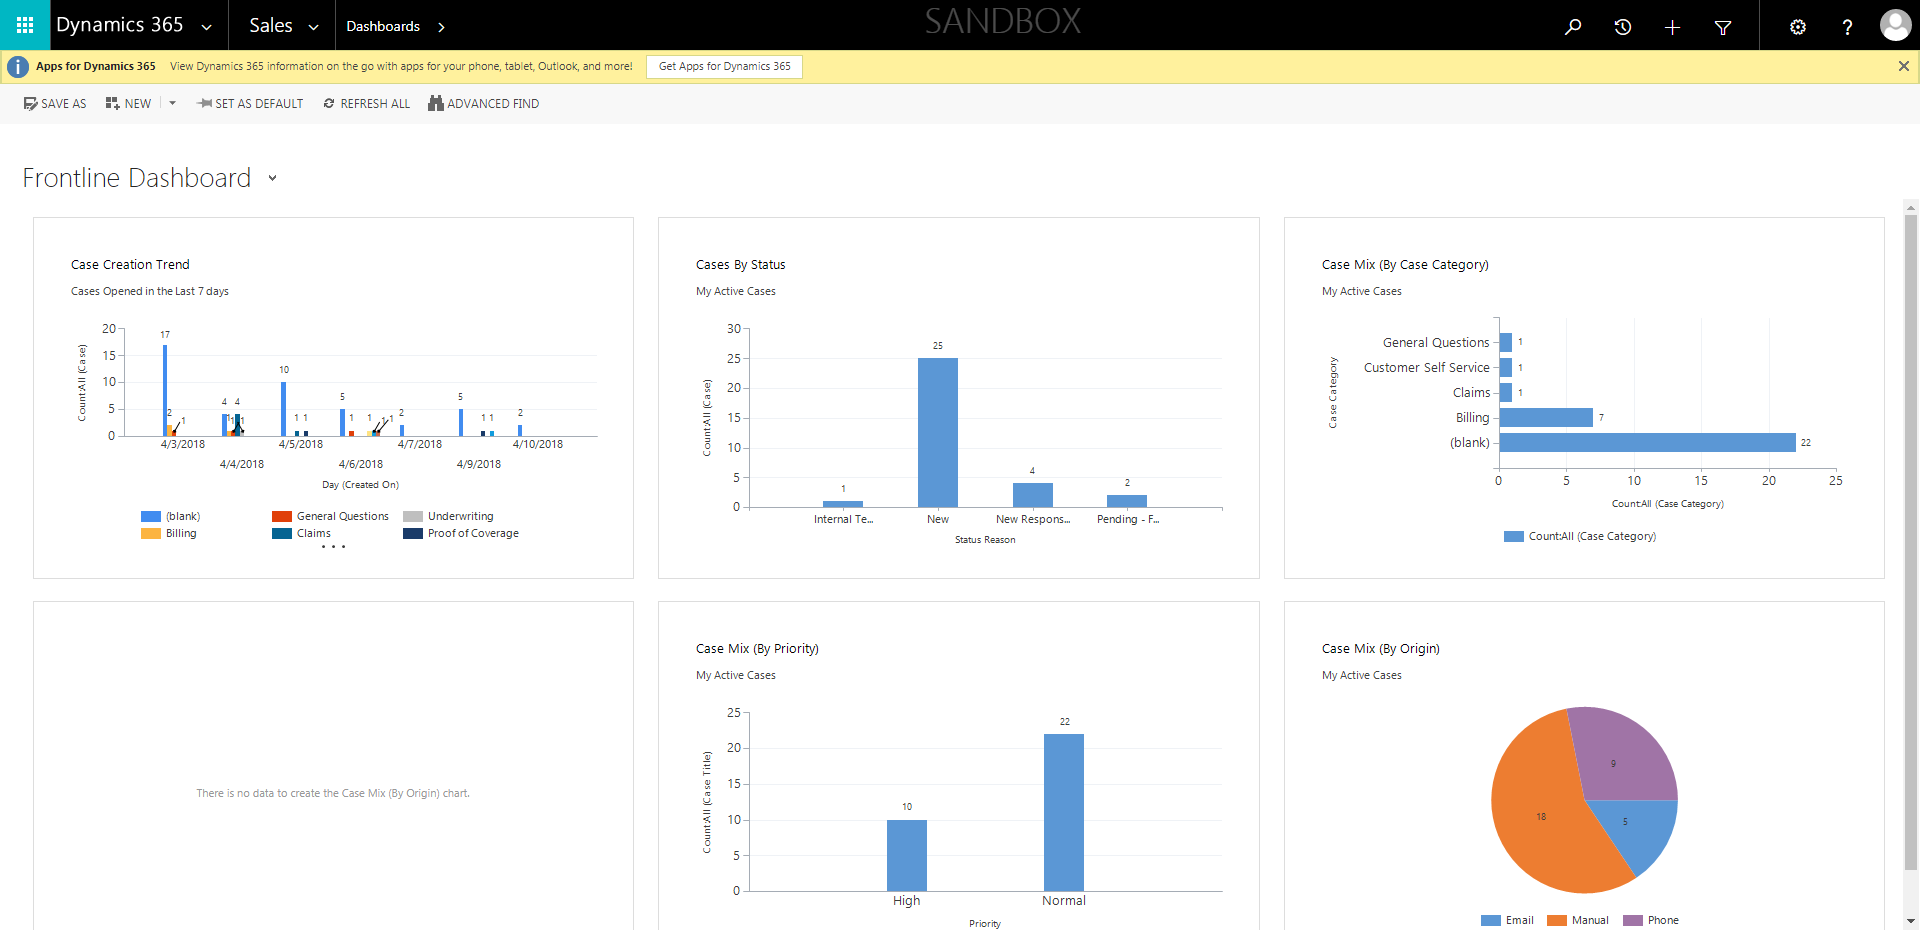 Dynamics 365 Sales Dashboards SANDBOX ?
i Apps for Dynamics 365 View Dynamics 365 information on the go with apps for your phone, tablet, Outlook, and more! Get Apps for Dynamics 365
SAVE AS NEW SET AS DEFAULT REFRESH ALL ADVANCED FIND
Frontline Dashboard
Case Creation Trend
Cases Opened in the Last 7 days
Count:All (Case)
20
15
10
5
0
17
2
1
4
1
1
4
1
10
1
1
5
1
1
1
1
2
5
1
1
2
4/3/2018 4/5/2018 4/7/2018 4/10/2018
4/4/2018 4/6/2018 4/9/2018
Day (Created On)
(blank) General Questions Underwriting
Billing Claims Proof of Coverage
Cases By Status
My Active Cases
Count:All (Case)
30
25
20
15
10
5
0
1
25
4
2
Internal Te... New New Respons... Pending - F...
Status Reason
Case Mix (By Case Category)
My Active Cases
Case Category
General Questions 1
Customer Self Service 1
Claims 1
Billing 7
(blank) 22
0 5 10 15 20 25
Count:All (Case Category)
Count:All (Case Category)
There is no data to create the Case Mix (By Origin) chart.
Case Mix (By Priority)
My Active Cases
Count:All (Case Title)
25
20
15
10
5
0
10
22
High Normal
Priority
Case Mix (By Origin)
My Active Cases
9
18
5
Email Manual Phone